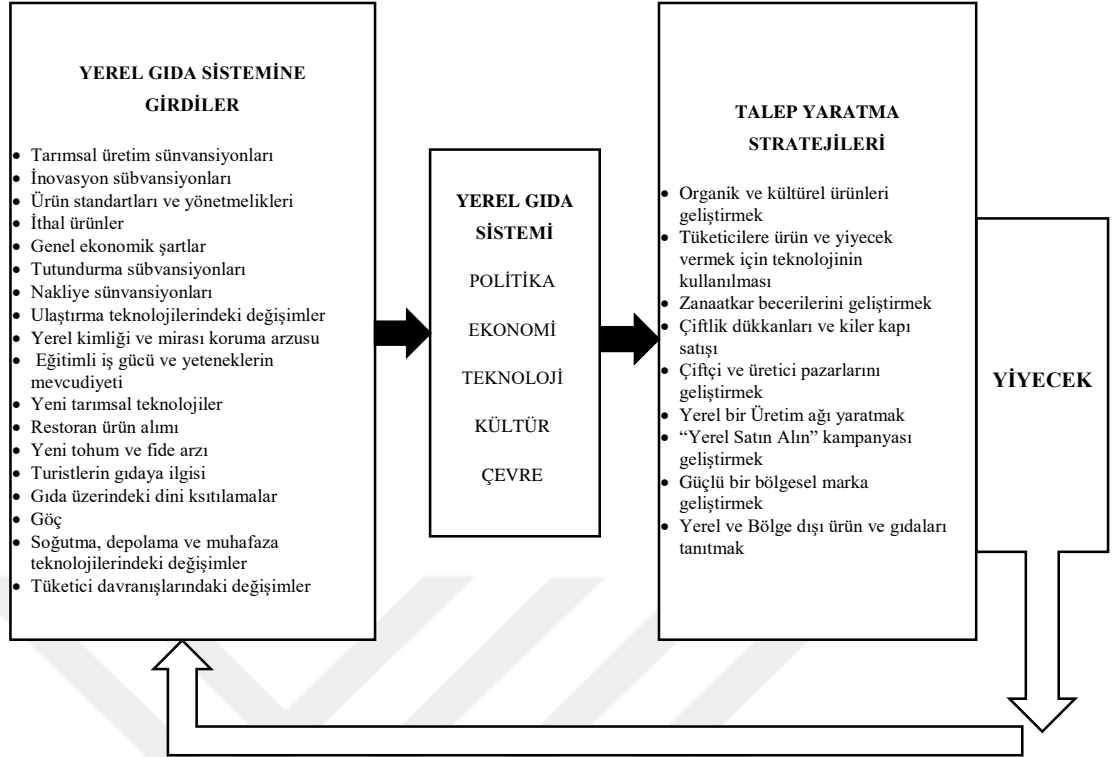 YEREL GIDA SİSTEMİNE
GİRDİLER
• Tarımsal üretim sünvansiyonları
• İnovasyon sübvansiyonları
• Ürün standartları ve yönetmelikleri
• İthal ürünler
• Genel ekonomik şartlar
• Tutundurma sübvansiyonları
• Nakliye sünvansiyonları
• Ulaştırma teknolojilerindeki değişimler
• Yerel kimliği ve mirası koruma arzusu
• Eğitimli iş gücü ve yeteneklerin
mevcudiyeti
• Yeni tarımsal teknolojiler
• Restoran ürün alımı
• Yeni tohum ve fide arzı
• Turistlerin gıdaya ilgisi
• Gıda üzerindeki dini ksıtılamalar
• Göç
• Soğutma, depolama ve muhafaza
teknolojilerindeki değişimler
• Tüketici davranışlarındaki değişimler
YEREL GIDA
SİSTEMİ
POLİTİKA
EKONOMİ
TEKNOLOJİ
KÜLTÜR
ÇEVRE
TALEP YARATMA
STRATEJİLERİ
• Organik ve kültürel ürünleri
geliştirmek
• Tüketicilere ürün ve yiyecek
vermek için teknolojinin
kullanılması
• Zanaatkar becerilerini geliştirmek
• Çiftlik dükkanları ve kiler kapı
satışı
• Çiftçi ve üretici pazarlarını
geliştirmek
• Yerel bir Üretim ağı yaratmak
• “Yerel Satın Alın” kampanyası
geliştirmek
• Güçlü bir bölgesel marka
geliştirmek
• Yerel ve Bölge dışı ürün ve gıdaları
tanıtmak
YİYECEK